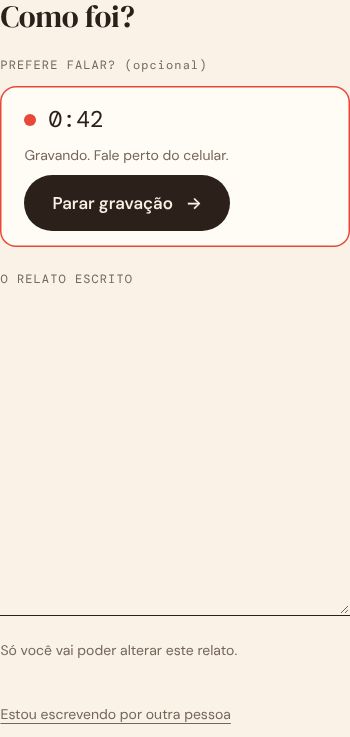 Como foi?
PREFERE FALAR? (opcional)
0:42
Gravando. Fale perto do celular.
Parar gravação →
O RELATO ESCRITO
Só você vai poder alterar este relato.
Estou escrevendo por outra pessoa